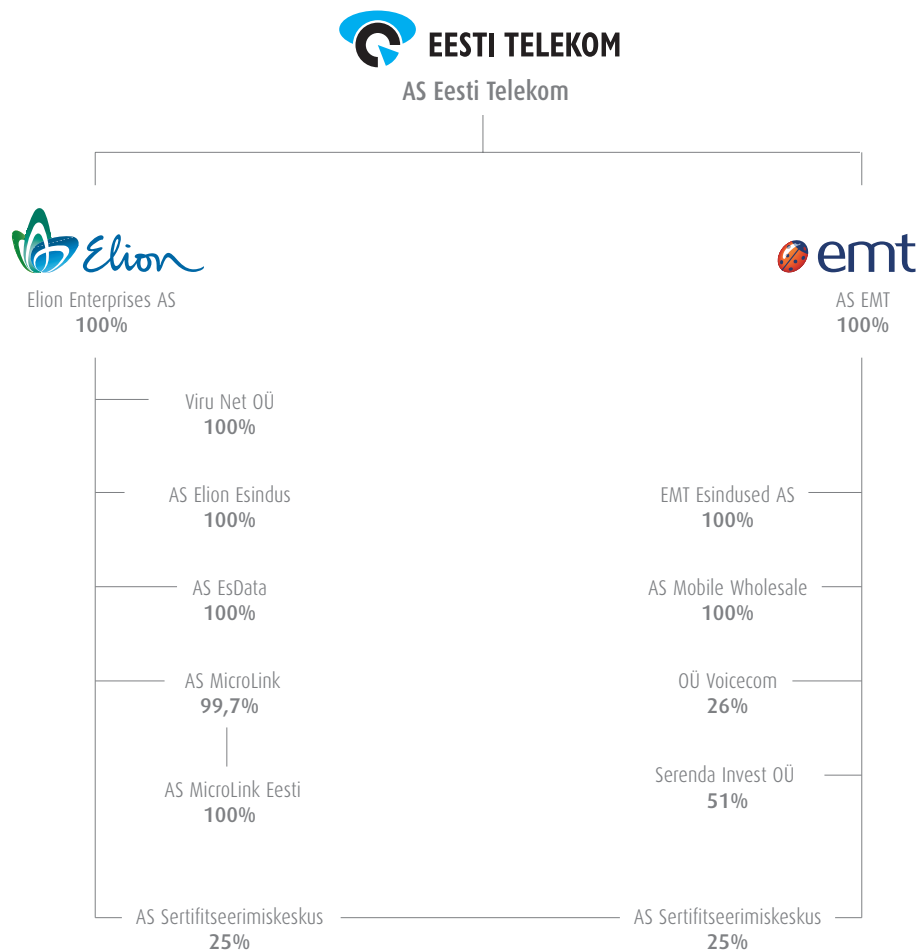 EESTI TELEKOM
AS Eesti Telekom
Elion
Elion Enterprises AS
100%
Viru Net OÜ
100%
AS Elion Esindus
100%
AS EsData
100%
AS MicroLink
99,7%
AS MicroLink Eesti
100%
AS Sertifitseerimiskeskus
25%
emt
AS EMT
100%
EMT Esindused AS
100%
AS Mobile Wholesale
100%
OÜ Voicecom
26%
Serenda Invest OÜ
51%
AS Sertifitseerimiskeskus
25%